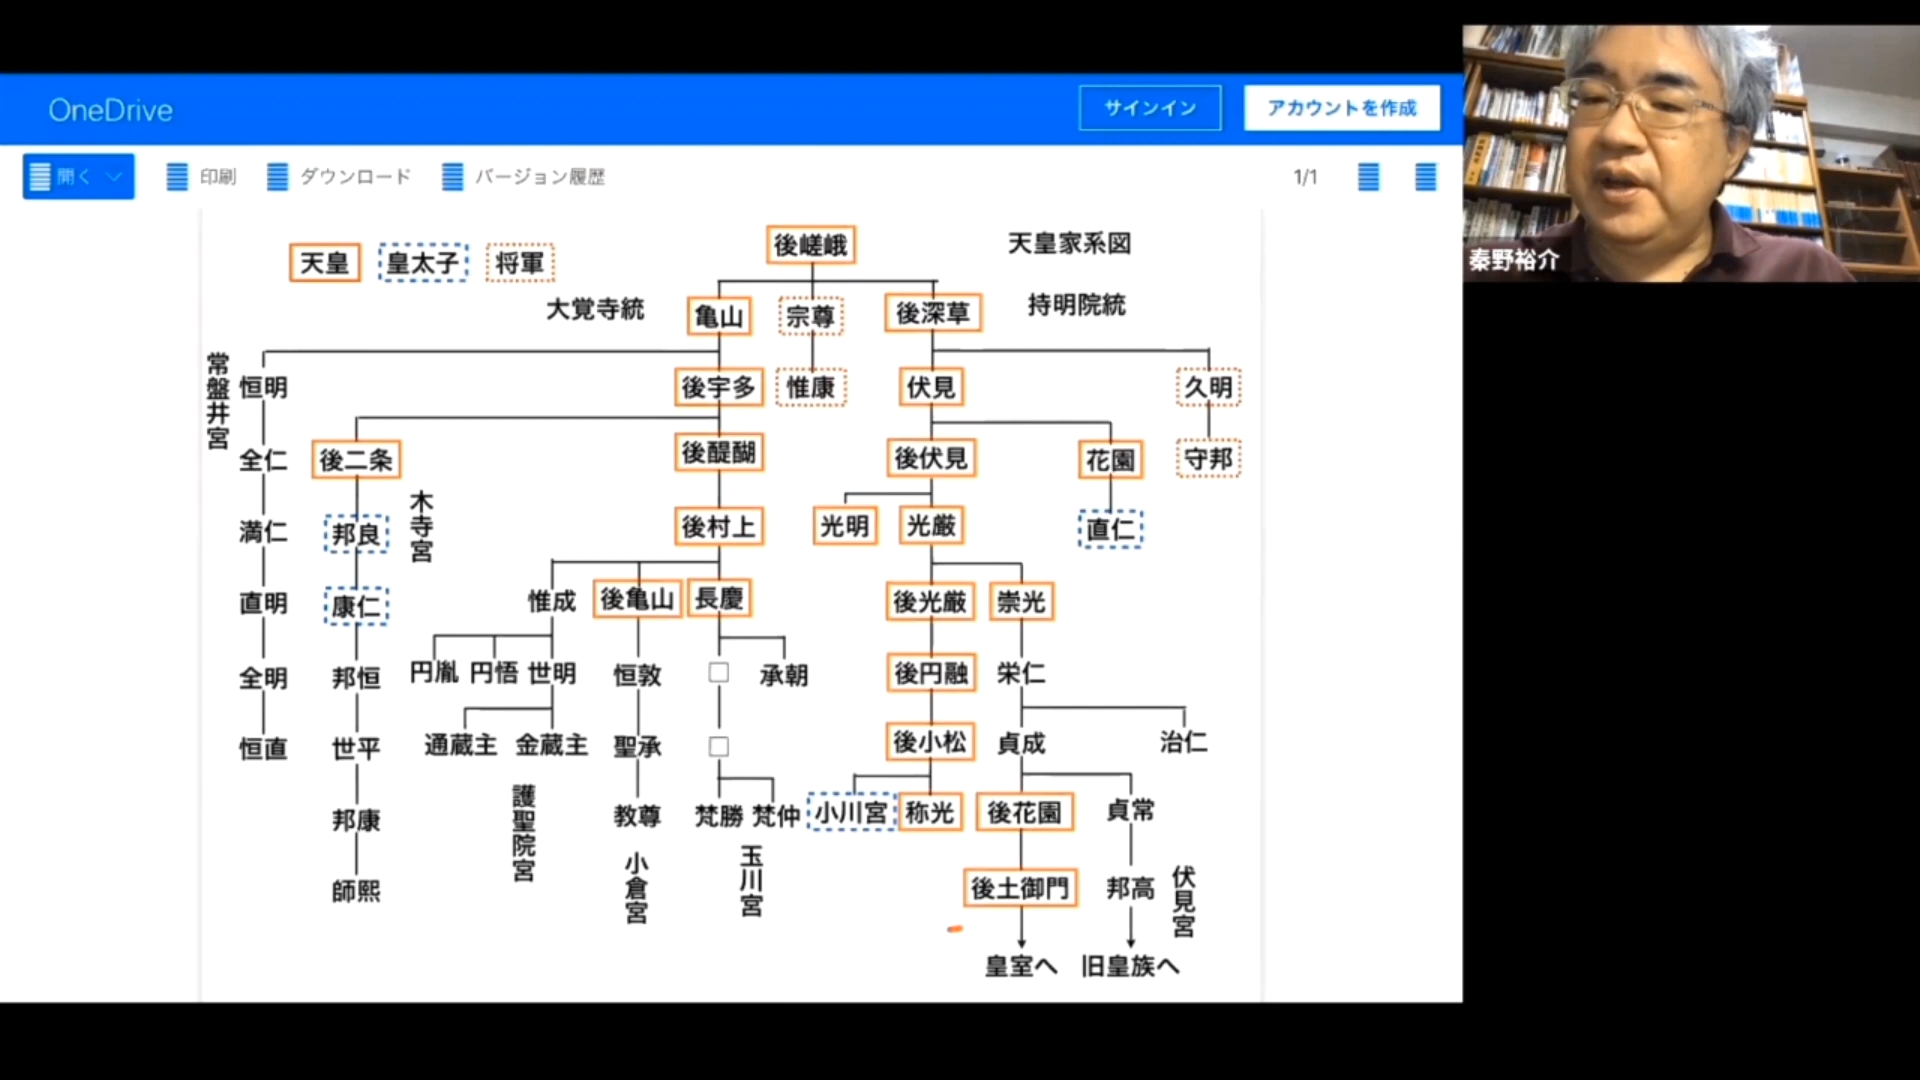 OneDrive
サインイン
アカウントを作成
開く
印刷
ダウンロード
バージョン履歴
1/1
秦野裕介
天皇
皇太子
将軍
後嵯峨
天皇家系図
大覚寺統
亀山
宗尊
後深草
持明院統
常盤井宮
恒明
後宇多
惟康
伏見
久明
全仁
後二条
後醍醐
後伏見
花園
守邦
満仁
邦良
木寺宮
後村上
光明
光厳
直仁
直明
康仁
惟成
後亀山
長慶
後光厳
崇光
全明
邦恒
円胤
円悟
世明
恒敦
□
承朝
後円融
栄仁
恒直
世平
通蔵主
金蔵主
聖承
□
後小松
貞成
治仁
邦康
護聖院宮
教尊
梵勝
梵仲
小川宮
称光
後花園
貞常
師熙
小倉宮
玉川宮
後土御門
邦高
伏見宮
皇室へ
旧皇族へ